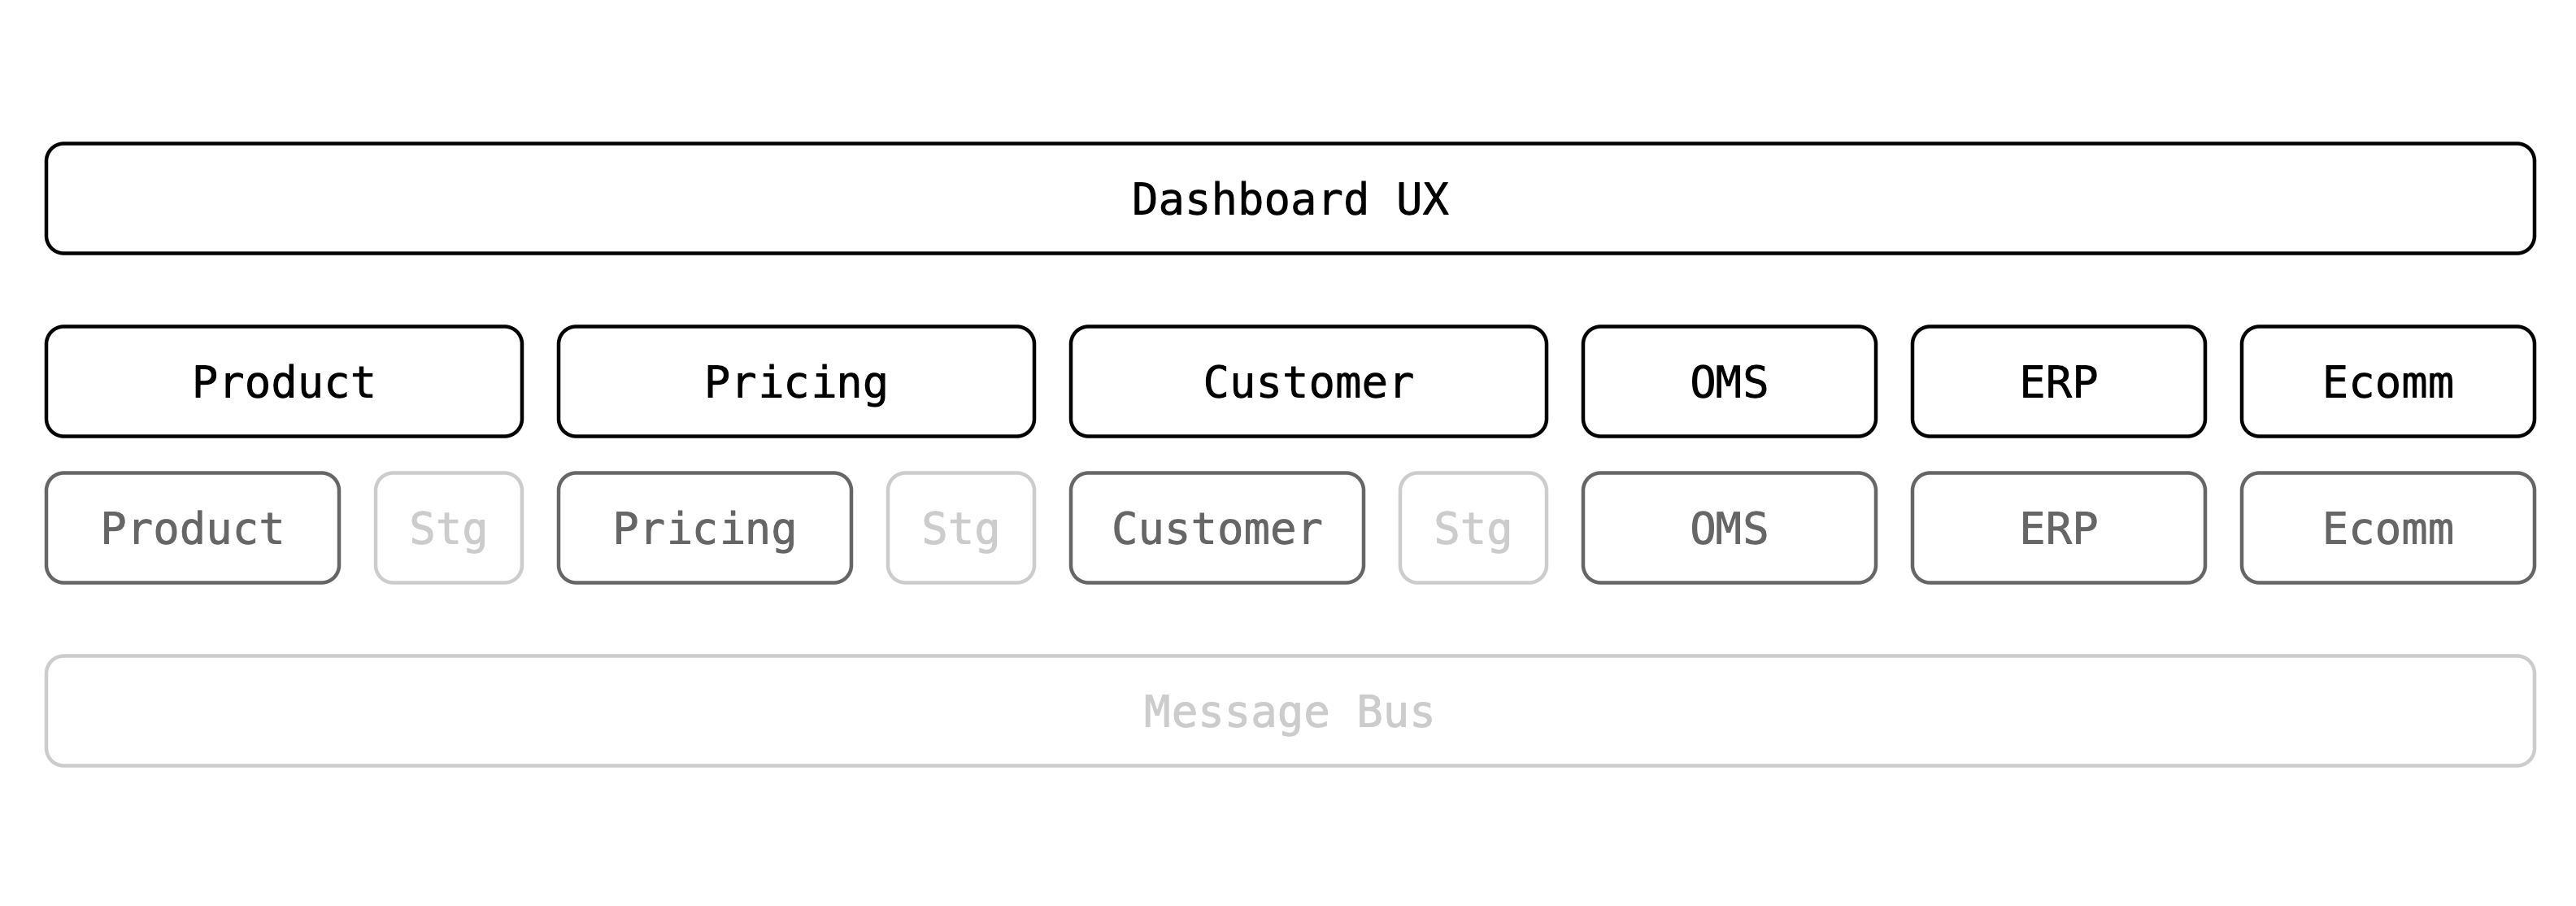 Dashboard UX
Product Pricing Customer OMS ERP Ecomm
Product Stg Pricing Stg Customer Stg OMS ERP Ecomm
Message Bus